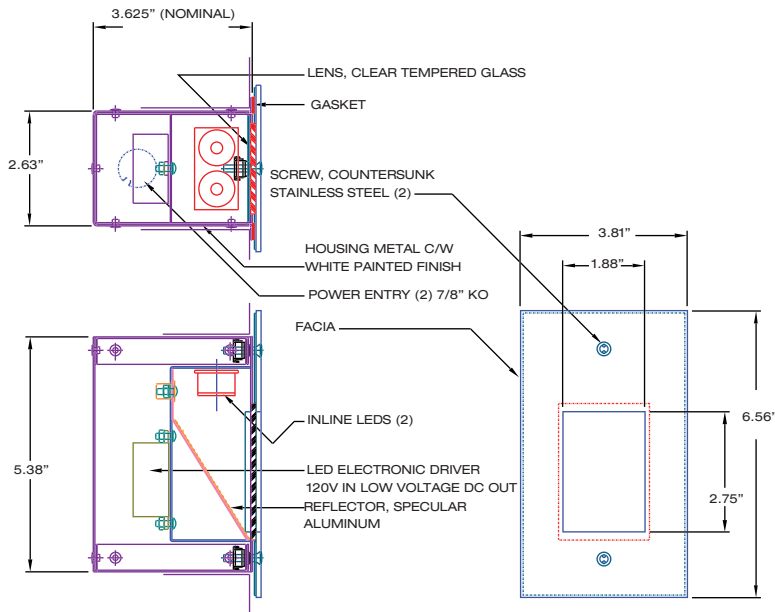 3.625” (NOMINAL)
LENS, CLEAR TEMPERED GLASS
GASKET
2.63”
SCREW, COUNTERSUNK
STAINLESS STEEL (2)
3.81”
1.88”
HOUSING METAL C/W
WHITE PAINTED FINISH
POWER ENTRY (2) 7/8” KO
FACIA
6.56”
INLINE LEDS (2)
5.38”
LED ELECTRONIC DRIVER
120V IN LOW VOLTAGE DC OUT
REFLECTOR, SPECULAR
ALUMINUM
2.75”